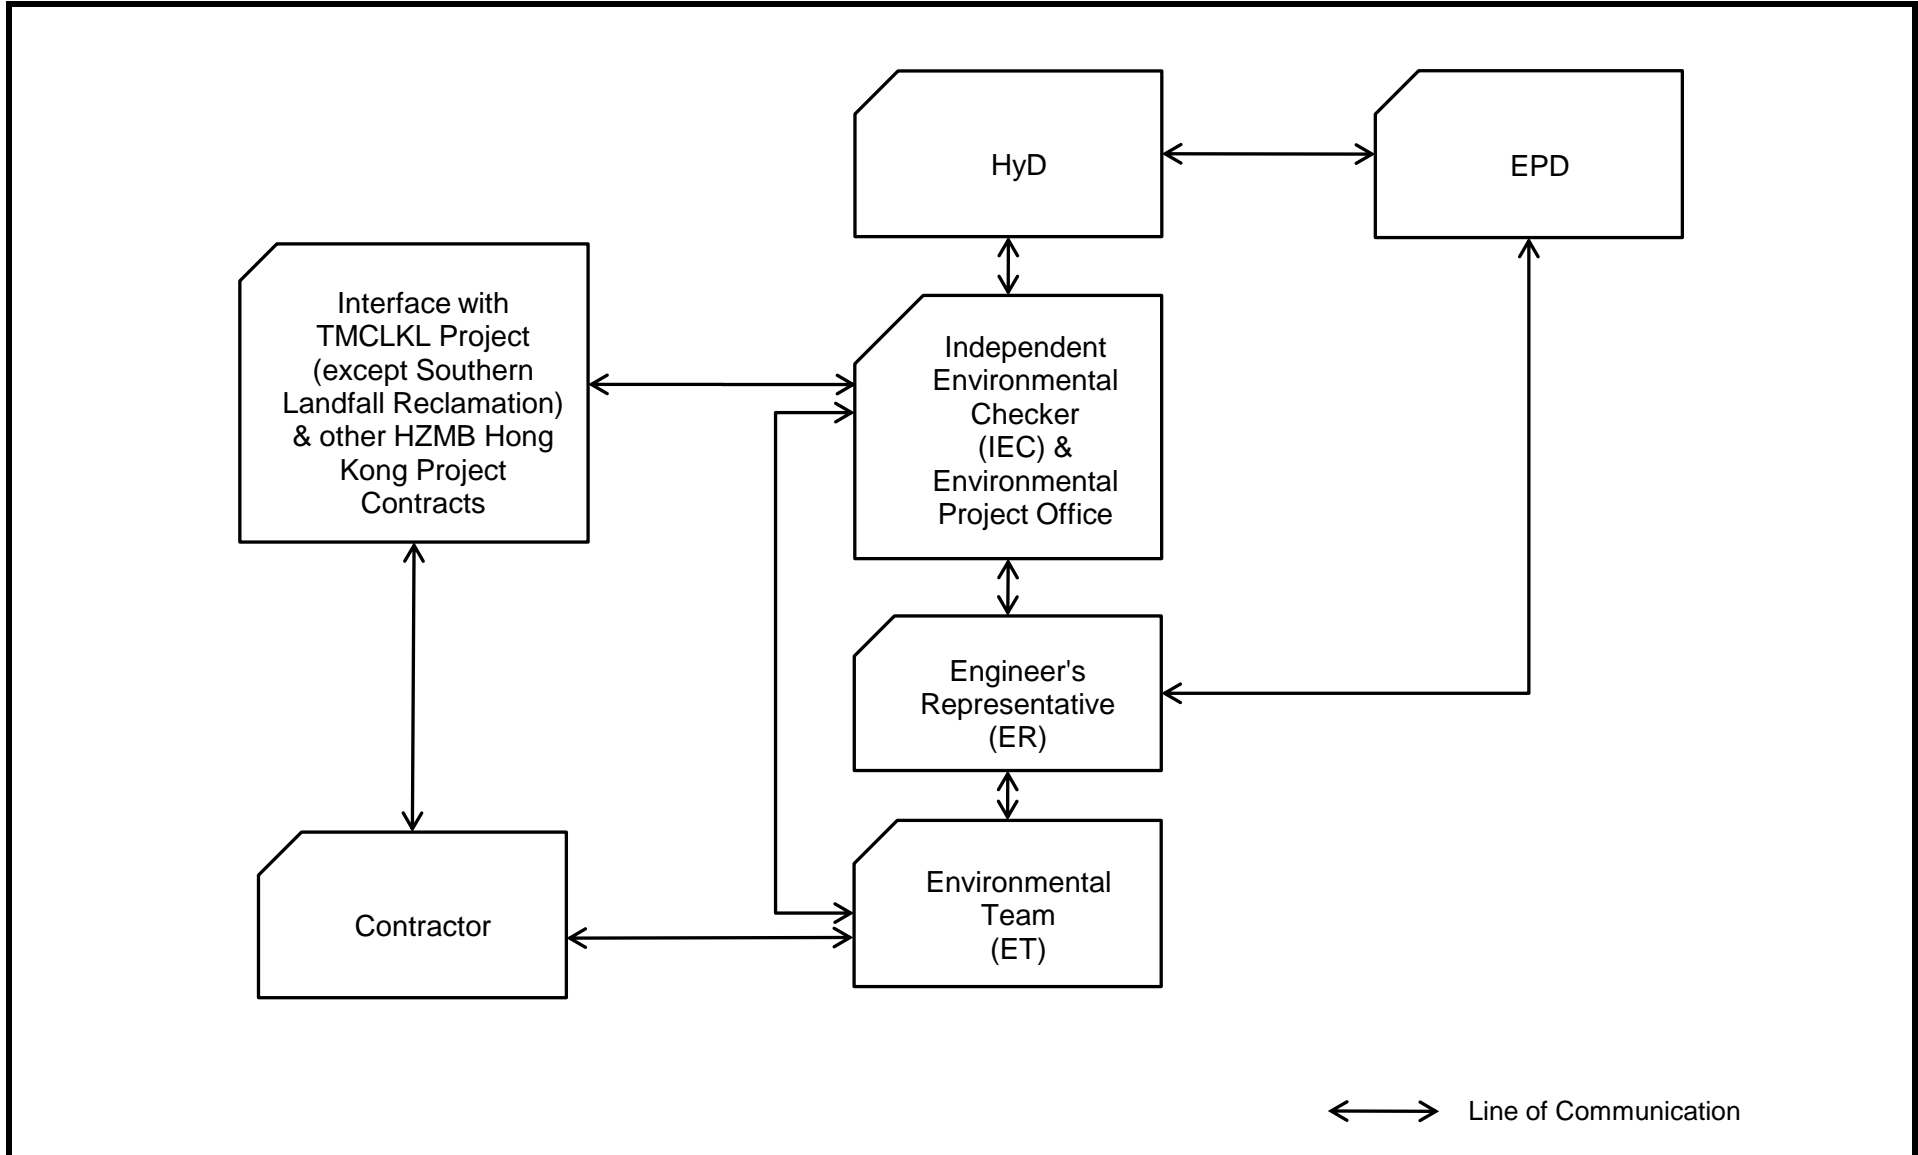 HyD
EPD
Interface with
TMCLKL Project
(except Southern
Landfall Reclamation)
& other HZMB Hong
Kong Project
Contracts
Independent
Environmental
Checker
(IEC) &
Environmental
Project Office
Engineer's
Representative
(ER)
Contractor
Environmental
Team
(ET)
Line of Communication